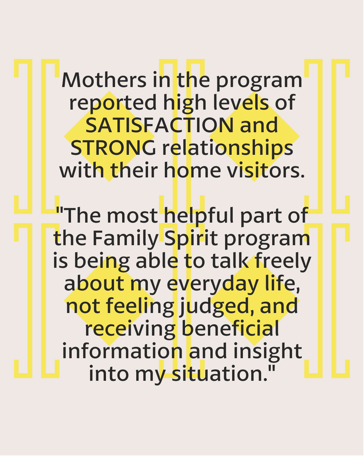 Mothers in the program
reported high levels of
SATISFACTION and
STRONG relationships
with their home visitors.
"The most helpful part of
the Family Spirit program
is being able to talk freely
about my everyday life,
not feeling judged, and
receiving beneficial
information and insight
into my situation."